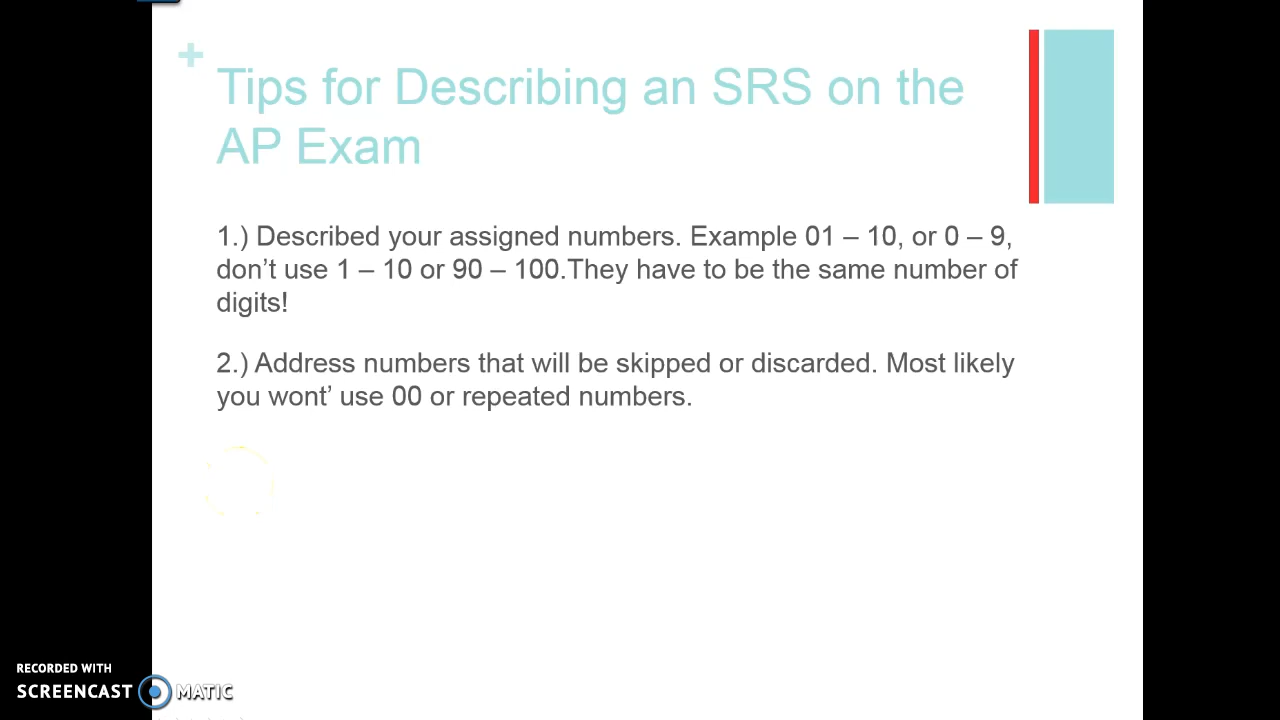 +
Tips for Describing an SRS on the
AP Exam
1.) Described your assigned numbers. Example 01 – 10, or 0 – 9,
don’t use 1 – 10 or 90 – 100.They have to be the same number of
digits!
2.) Address numbers that will be skipped or discarded. Most likely
you wont’ use 00 or repeated numbers.
RECORDED WITH
SCREENCAST MATIC